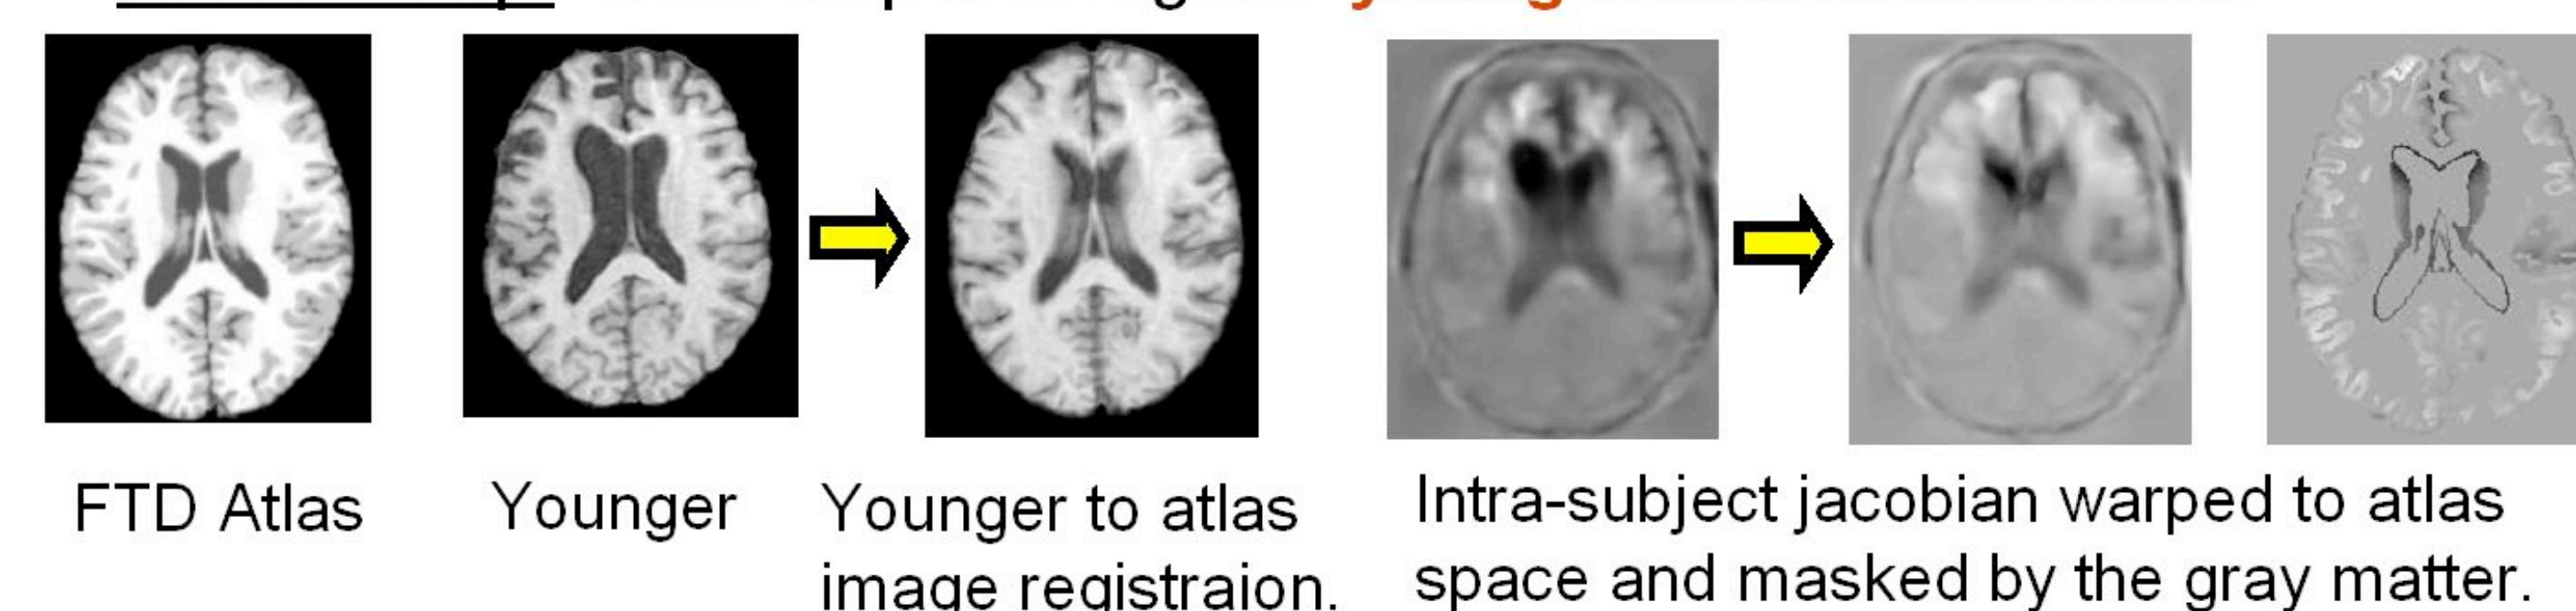 FTD Atlas
Younger
Younger to atlas
image registraion.
Intra-subject jacobian warped to atlas
space and masked by the gray matter.